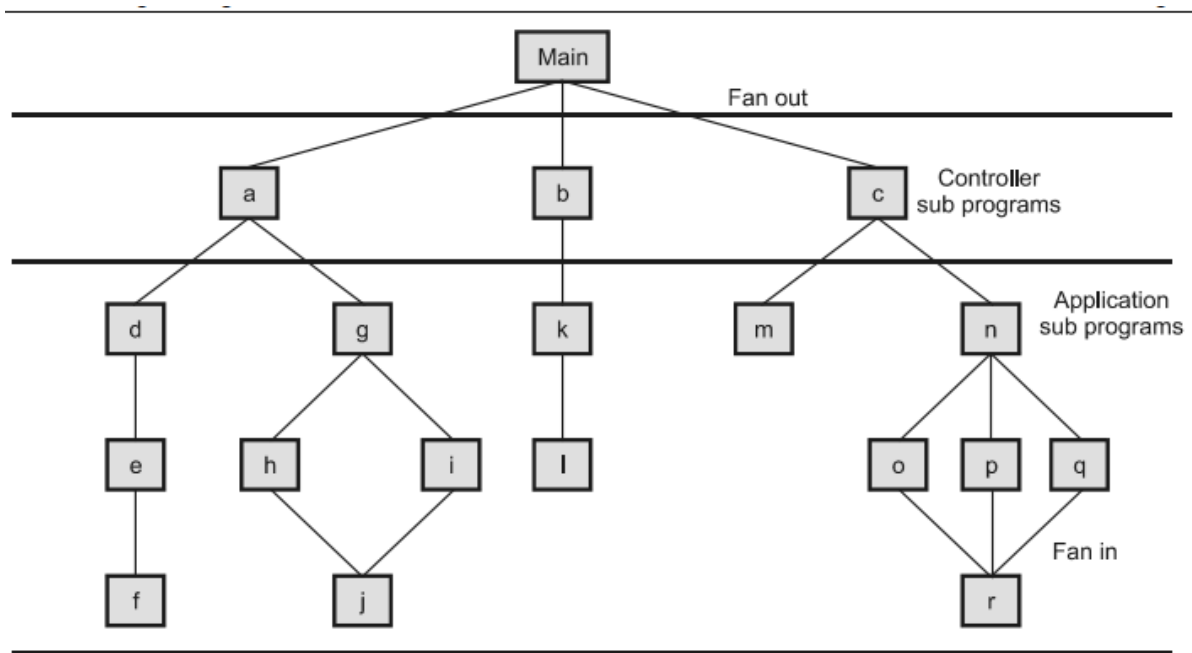 Main
Fan out
a
b
c
Controller
sub programs
d
g
k
m
n
Application
sub programs
e
h
i
l
o
p
q
Fan in
f
j
r